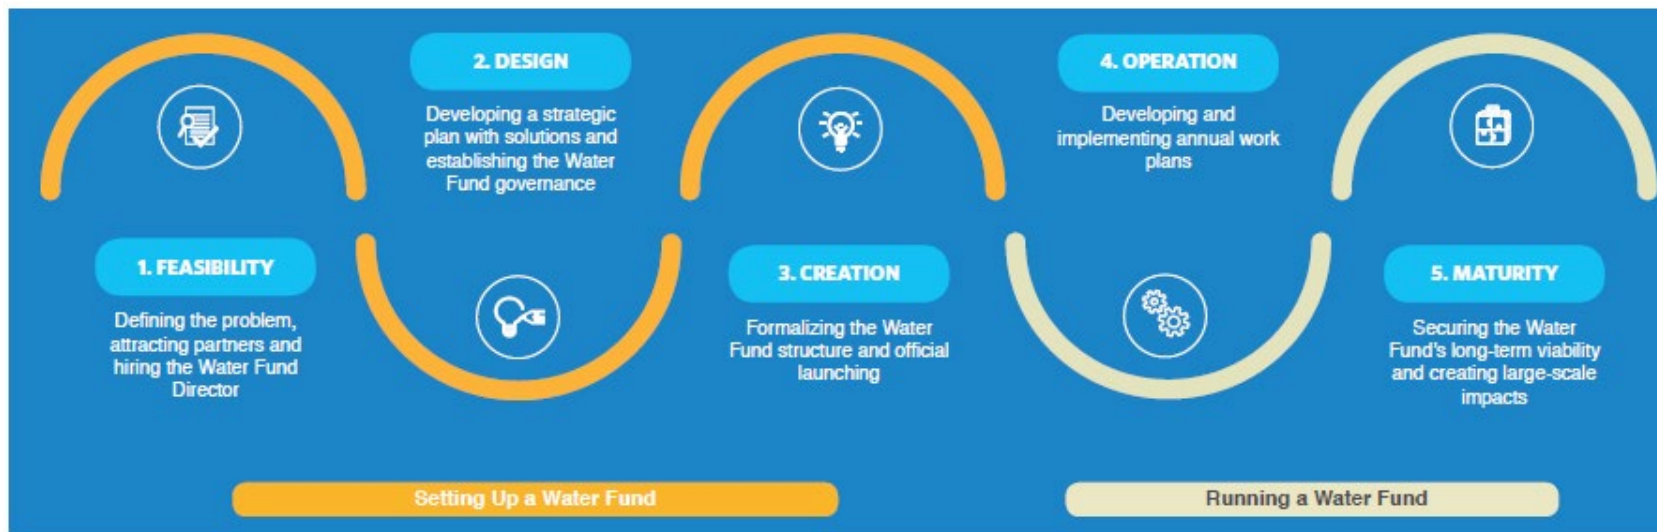 1. FEASIBILITY
Defining the problem,
attracting partners and
hiring the Water Fund
Director
2. DESIGN
Developing a strategic
plan with solutions and
establishing the Water
Fund governance
3. CREATION
Formalizing the Water
Fund structure and official
launching
4. OPERATION
Developing and
implementing annual work
plans
5. MATURITY
Securing the Water
Fund's long-term viability
and creating large-scale
impacts
Setting Up a Water Fund
Running a Water Fund